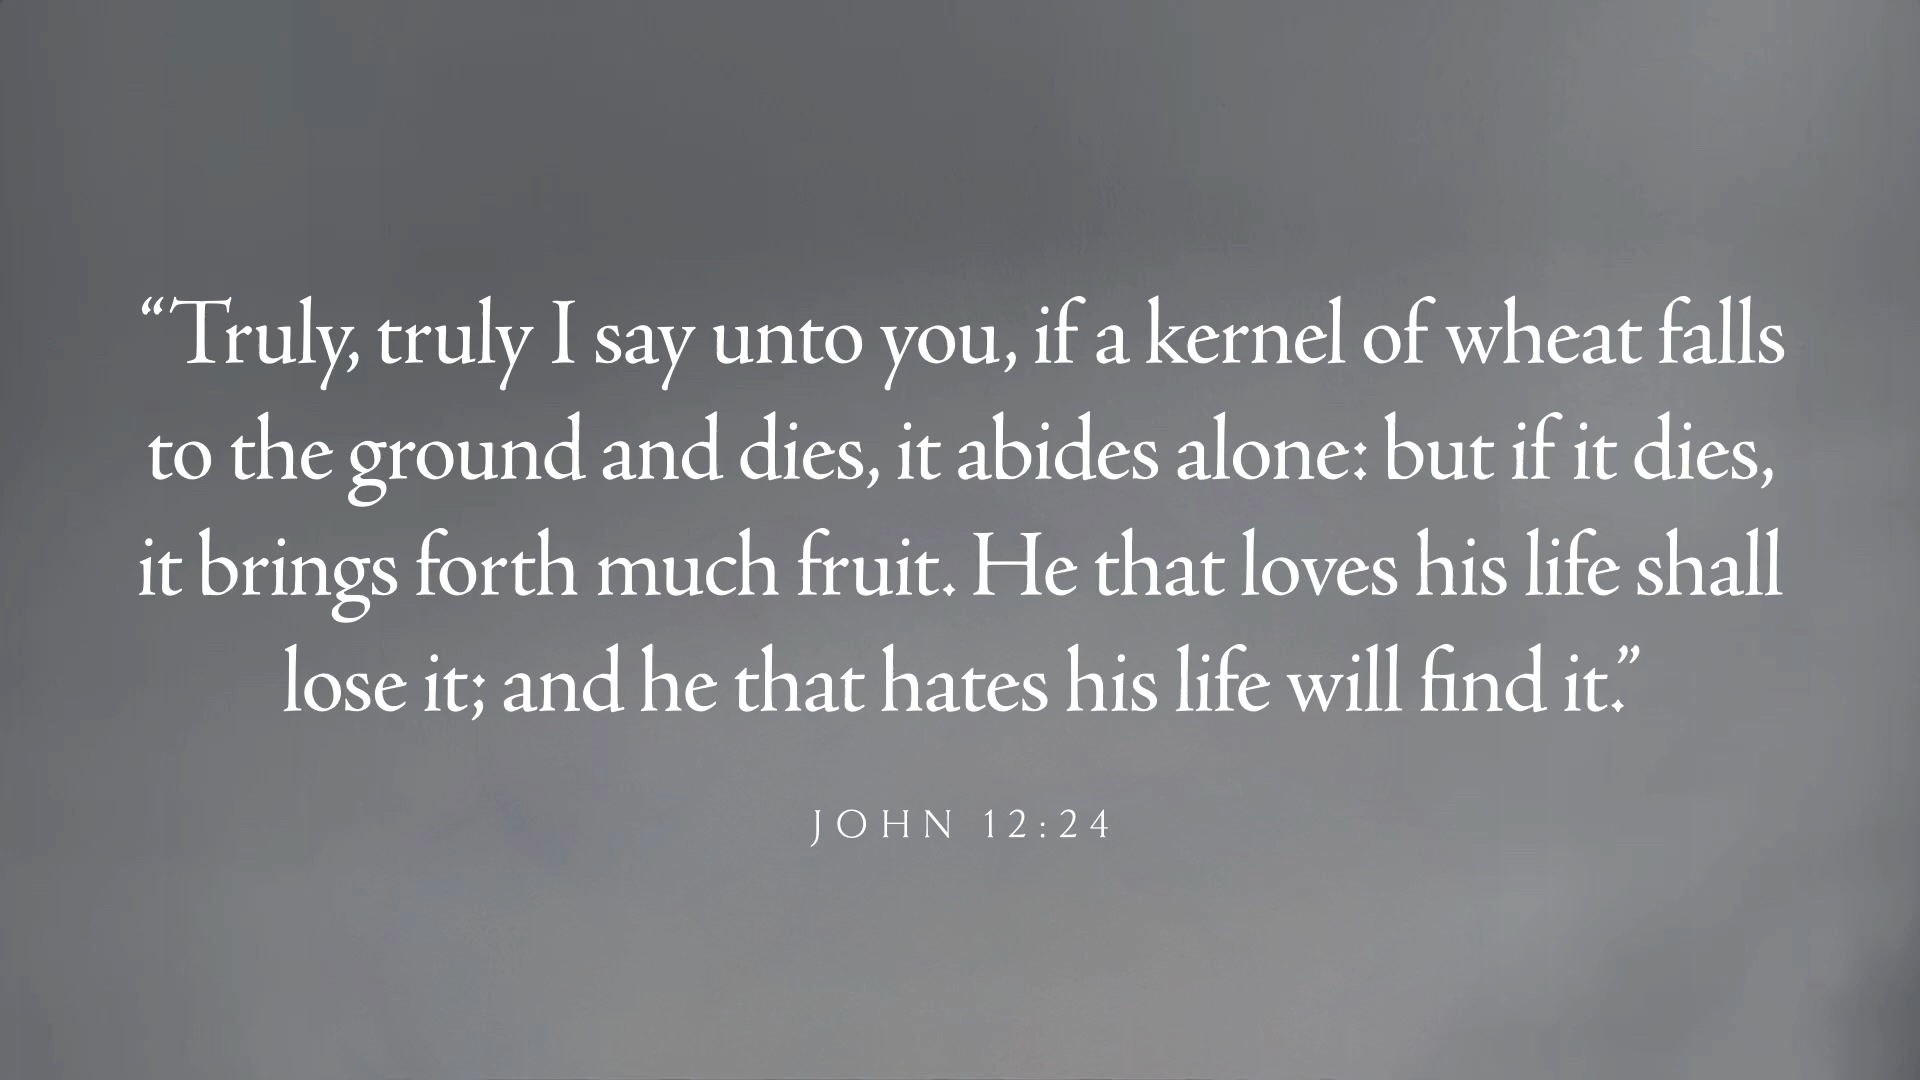 “Truly, truly I say unto you, if a kernel of wheat falls
to the ground and dies, it abides alone: but if it dies,
it brings forth much fruit. He that loves his life shall
lose it; and he that hates his life will find it.”
JOHN 12:24